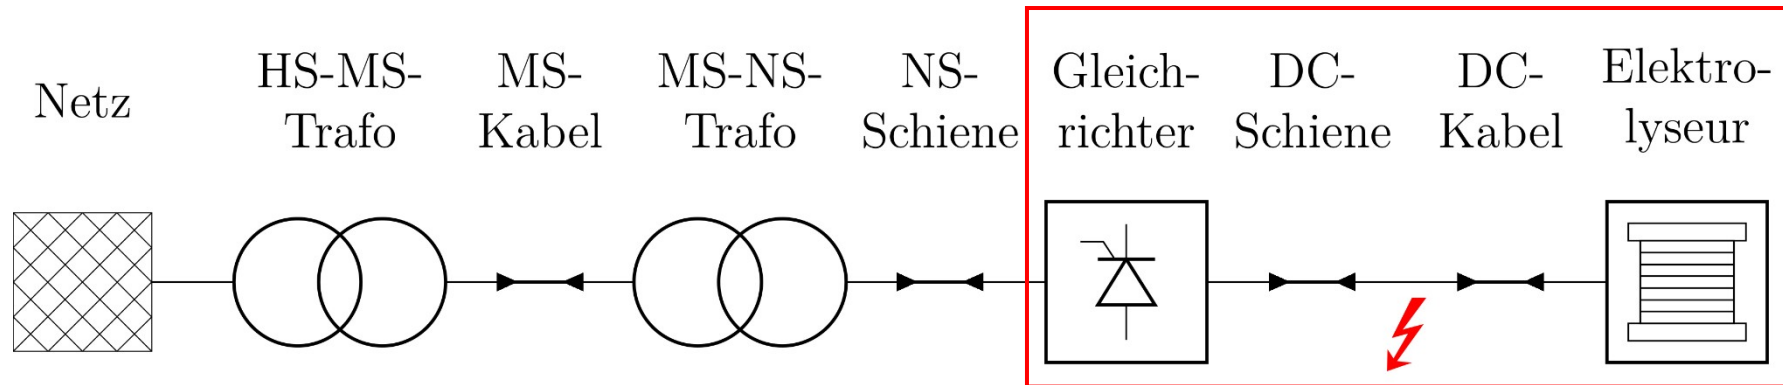 Netz
HS-MS-
Trafo
MS-
Kabel
MS-NS-
Trafo
NS-
Schiene
Gleich-
richter
DC-
Schiene
DC-
Kabel
Elektro-
lyseur